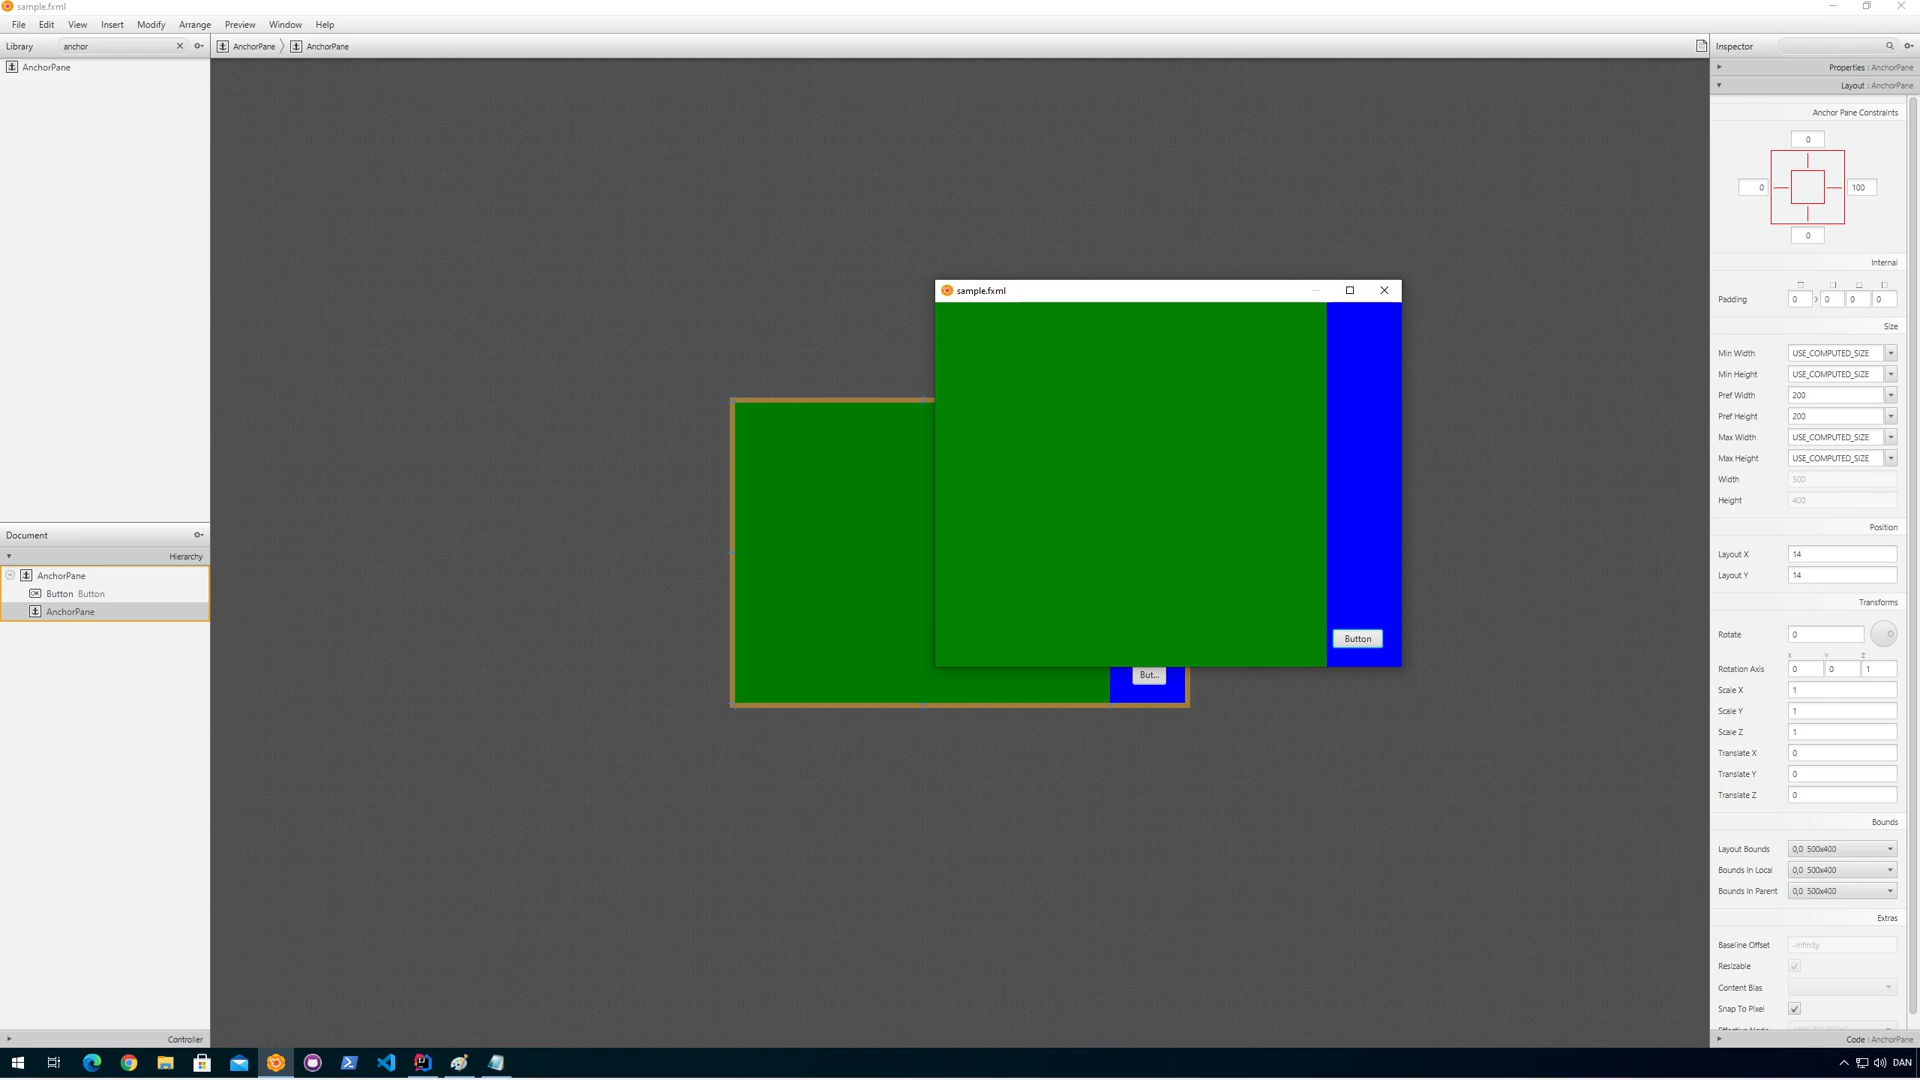 sample.fxml
File Edit View Insert Modify Arrange Preview Window Help
Library anchor
AnchorPane AnchorPane
Inspector
AnchorPane
Properties : AnchorPane
Layout : AnchorPane
Anchor Pane Constraints
0
0 100
0
Internal
Padding 0 0 0 0
Size
Min Width USE_COMPUTED_SIZE
Min Height USE_COMPUTED_SIZE
Pref Width 200
Pref Height 200
Max Width USE_COMPUTED_SIZE
Max Height USE_COMPUTED_SIZE
Width 500
Height 400
Position
Layout X 14
Layout Y 14
Transforms
Rotate 0
X Y Z
Rotation Axis 0 0 1
Scale X 1
Scale Y 1
Scale Z 1
Translate X 0
Translate Y 0
Translate Z 0
Bounds
Layout Bounds 0,0 500x400
Bounds In Local 0,0 500x400
Bounds In Parent 0,0 500x400
Extras
Baseline Offset -Infinity
Resizable
Content Bias
Snap To Pixel
Code : AnchorPane
sample.fxml
Button
But...
Document
Hierarchy
AnchorPane
Button Button
AnchorPane
Controller
DAN